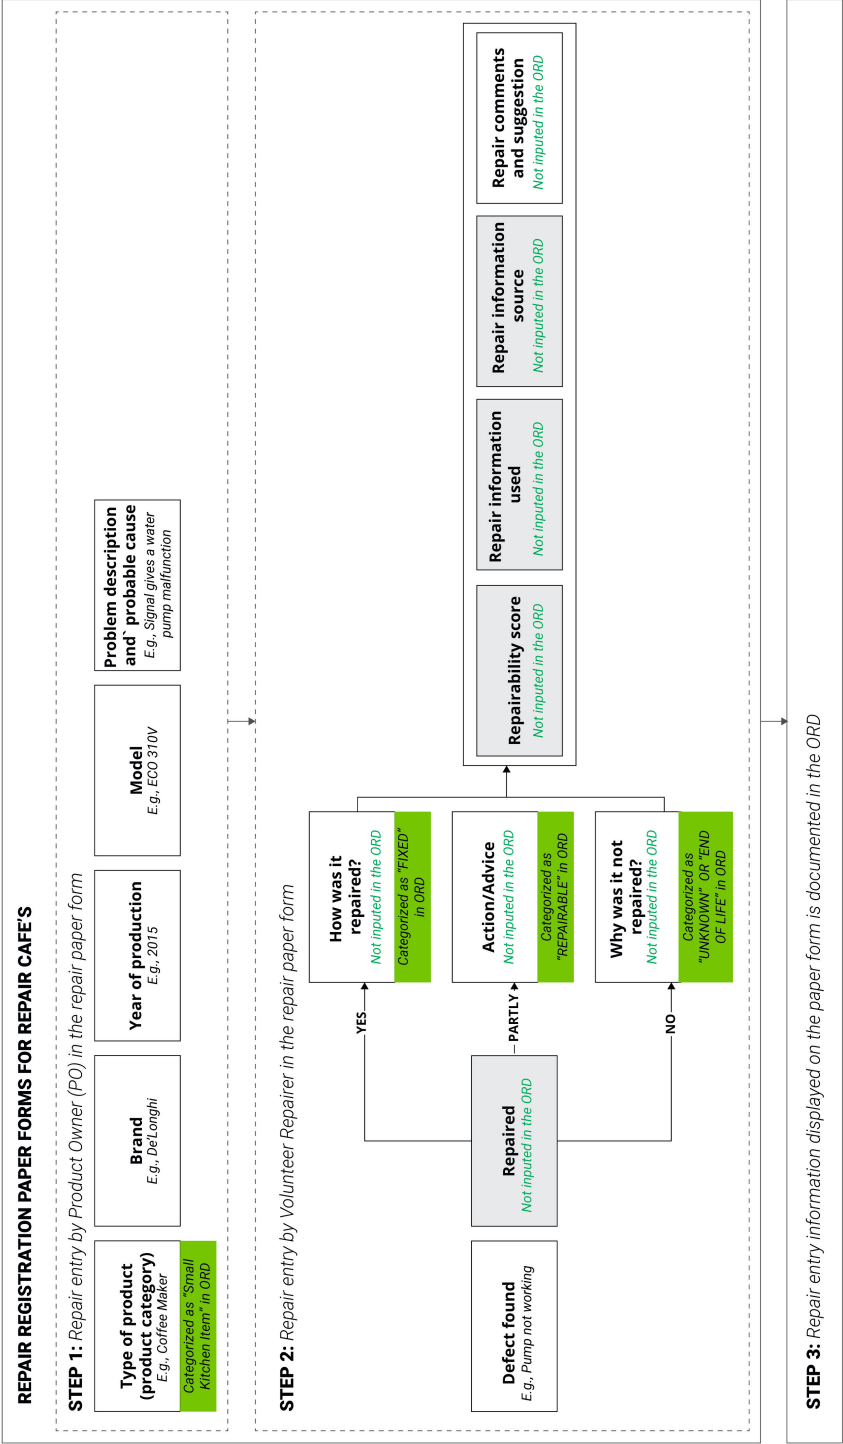 REPAIR REGISTRATION PAPER FORMS FOR REPAIR CAFE'S
STEP 1: Repair entry by Product Owner (PO) in the repair paper form
Type of product
(product category)
E.g., Coffee Maker
Categorized as "Small
Kitchen Item" in ORD
Brand
E.g., De'Longhi
Year of production
E.g., 2015
Model
E.g., ECO 310V
Problem description
and` probable cause
E.g., Signal gives a water
pump malfunction
STEP 2: Repair entry by Volunteer Repairer in the repair paper form
Defect found
E.g., Pump not working
Repaired
Not inputed in the ORD
YES
PARTLY
NO
How was it
repaired?
Not inputed in the ORD
Categorized as "FIXED"
in ORD
Action/Advice
Not inputed in the ORD
Categorized as
"REPAIRABLE" in ORD
Why was it not
repaired?
Not inputed in the ORD
Categorized as
"UNKNOWN" OR "END
OF LIFE" in ORD
Repairability score
Not inputed in the ORD
Repair information
used
Not inputed in the ORD
Repair information
source
Not inputed in the ORD
Repair comments
and suggestion
Not inputed in the ORD
STEP 3: Repair entry information displayed on the paper form is documented in the ORD